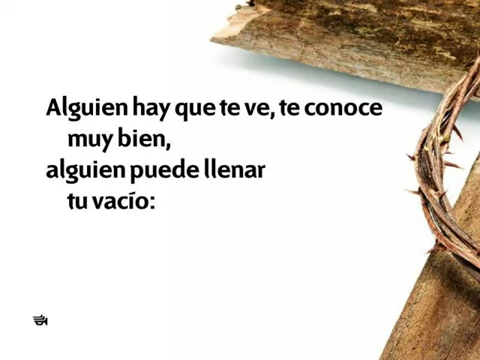 Alguien hay que te ve, te conoce
muy bien,
alguien puede llenar
tu vacío: